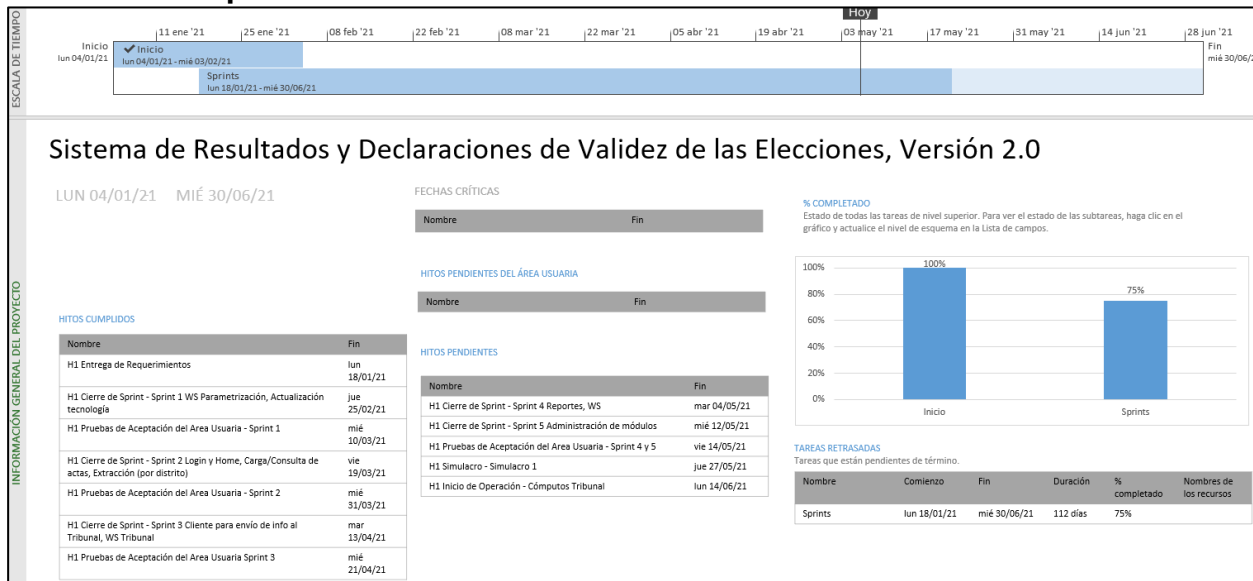 ESCALA DE TIEMPO
Hoy
11 ene '21
25 ene '21
08 feb '21
22 feb '21
08 mar '21
22 mar '21
05 abr '21
19 abr '21
03 may '21
17 may '21
31 may '21
14 jun '21
28 jun '21
Inicio
lun 04/01/21
Inicio
lun 04/01/21 - mié 03/02/21
Sprints
lun 18/01/21 - mié 30/06/21
Fin
mié 30/06/2
INFORMACIÓN GENERAL DEL PROYECTO
Sistema de Resultados y Declaraciones de Validez de las Elecciones, Versión 2.0
LUN 04/01/21 MIÉ 30/06/21
HITOS CUMPLIDOS
Nombre Fin
H1 Entrega de Requerimientos lun
18/01/21
H1 Cierre de Sprint - Sprint 1 WS Parametrización, Actualización jue
tecnología 25/02/21
H1 Pruebas de Aceptación del Area Usuaria - Sprint 1 mié
10/03/21
H1 Cierre de Sprint - Sprint 2 Login y Home, Carga/Consulta de vie
actas, Extracción (por distrito) 19/03/21
H1 Pruebas de Aceptación del Area Usuaria - Sprint 2 mié
31/03/21
H1 Cierre de Sprint - Sprint 3 Cliente para envío de info al mar
Tribunal, WS Tribunal 13/04/21
H1 Pruebas de Aceptación del Area Usuaria Sprint 3 mié
21/04/21
FECHAS CRÍTICAS
Nombre Fin
HITOS PENDIENTES DEL ÁREA USUARIA
Nombre Fin
HITOS PENDIENTES
Nombre Fin
H1 Cierre de Sprint - Sprint 4 Reportes, WS mar 04/05/21
H1 Cierre de Sprint - Sprint 5 Administración de módulos mié 12/05/21
H1 Pruebas de Aceptación del Area Usuaria - Sprint 4 y 5 vie 14/05/21
H1 Simulacro - Simulacro 1 jue 27/05/21
H1 Inicio de Operación - Cómputos Tribunal lun 14/06/21
% COMPLETADO
Estado de todas las tareas de nivel superior. Para ver el estado de las subtareas, haga clic en el
gráfico y actualice el nivel de esquema en la Lista de campos.
100%
80%
60%
40%
20%
0%
100%
75%
Inicio
Sprints
TAREAS RETRASADAS
Tareas que están pendientes de término.
Nombre Comienzo Fin Duración % Nombres de
completado los recursos
Sprints lun 18/01/21 mié 30/06/21 112 días 75%